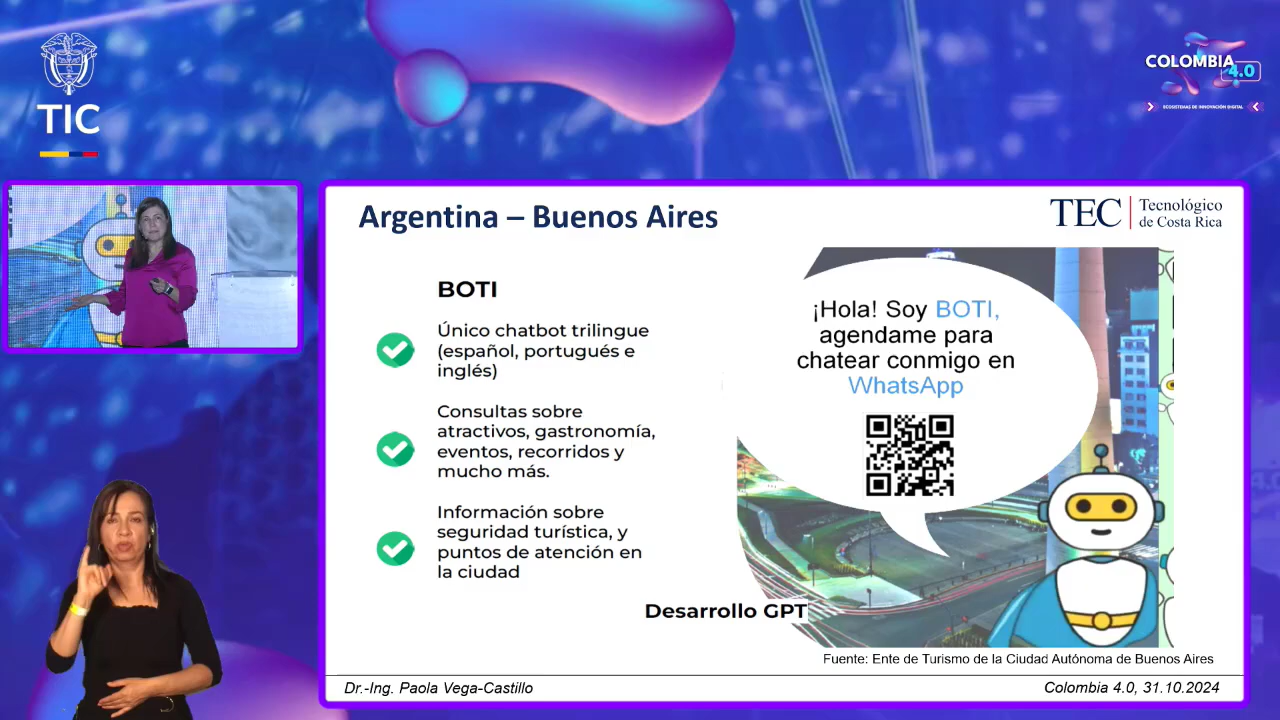 TIC
COLOMBIA
4.0
ECOSISTEMAS DE INNOVACIÓN DIGITAL
Argentina – Buenos Aires
TEC
Tecnológico
de Costa Rica
BOTI
Único chatbot trilingue
(español, portugués e
inglés)
Consultas sobre
atractivos, gastronomía,
eventos, recorridos y
mucho más.
Información sobre
seguridad turística, y
puntos de atención en
la ciudad
¡Hola! Soy BOTI,
agendame para
chatear conmigo en
WhatsApp
Desarrollo GPT
Fuente: Ente de Turismo de la Ciudad Autónoma de Buenos Aires
Dr.-Ing. Paola Vega-Castillo
Colombia 4.0, 31.10.2024